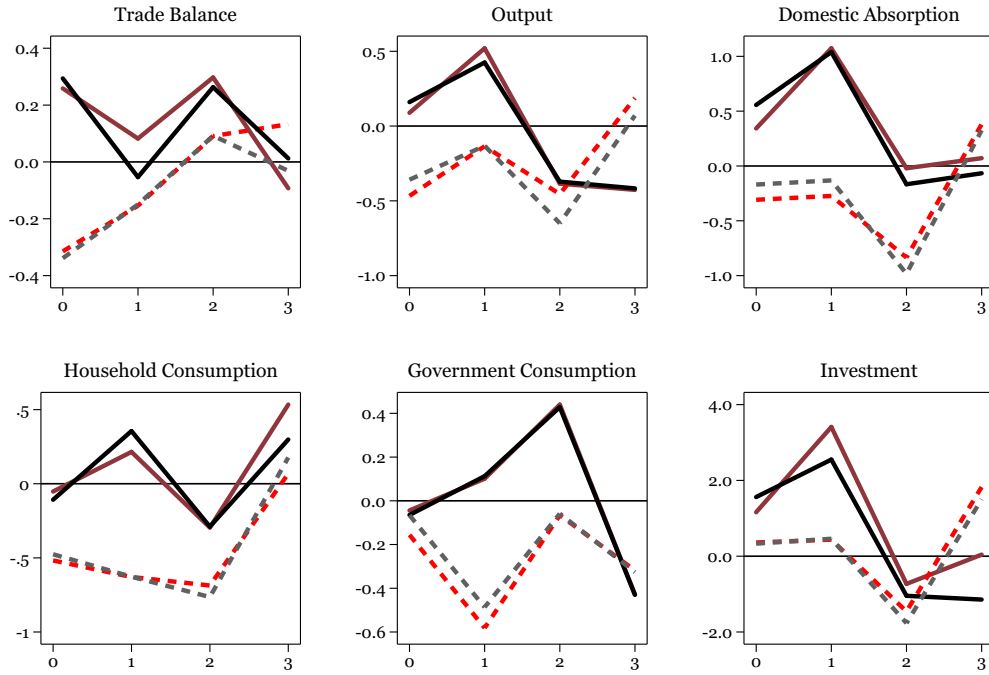 Trade Balance
0.4
0.2
0.0
-0.2
-0.4
0 1 2 3
Output
0.5
0.0
-0.5
-1.0
0 1 2 3
Domestic Absorption
1.0
0.5
0.0
-0.5
-1.0
0 1 2 3
Household Consumption
.5
0
-.5
-1
0 1 2 3
Government Consumption
0.4
0.2
0.0
-0.2
-0.4
-0.6
0 1 2 3
Investment
4.0
2.0
0.0
-2.0
0 1 2 3